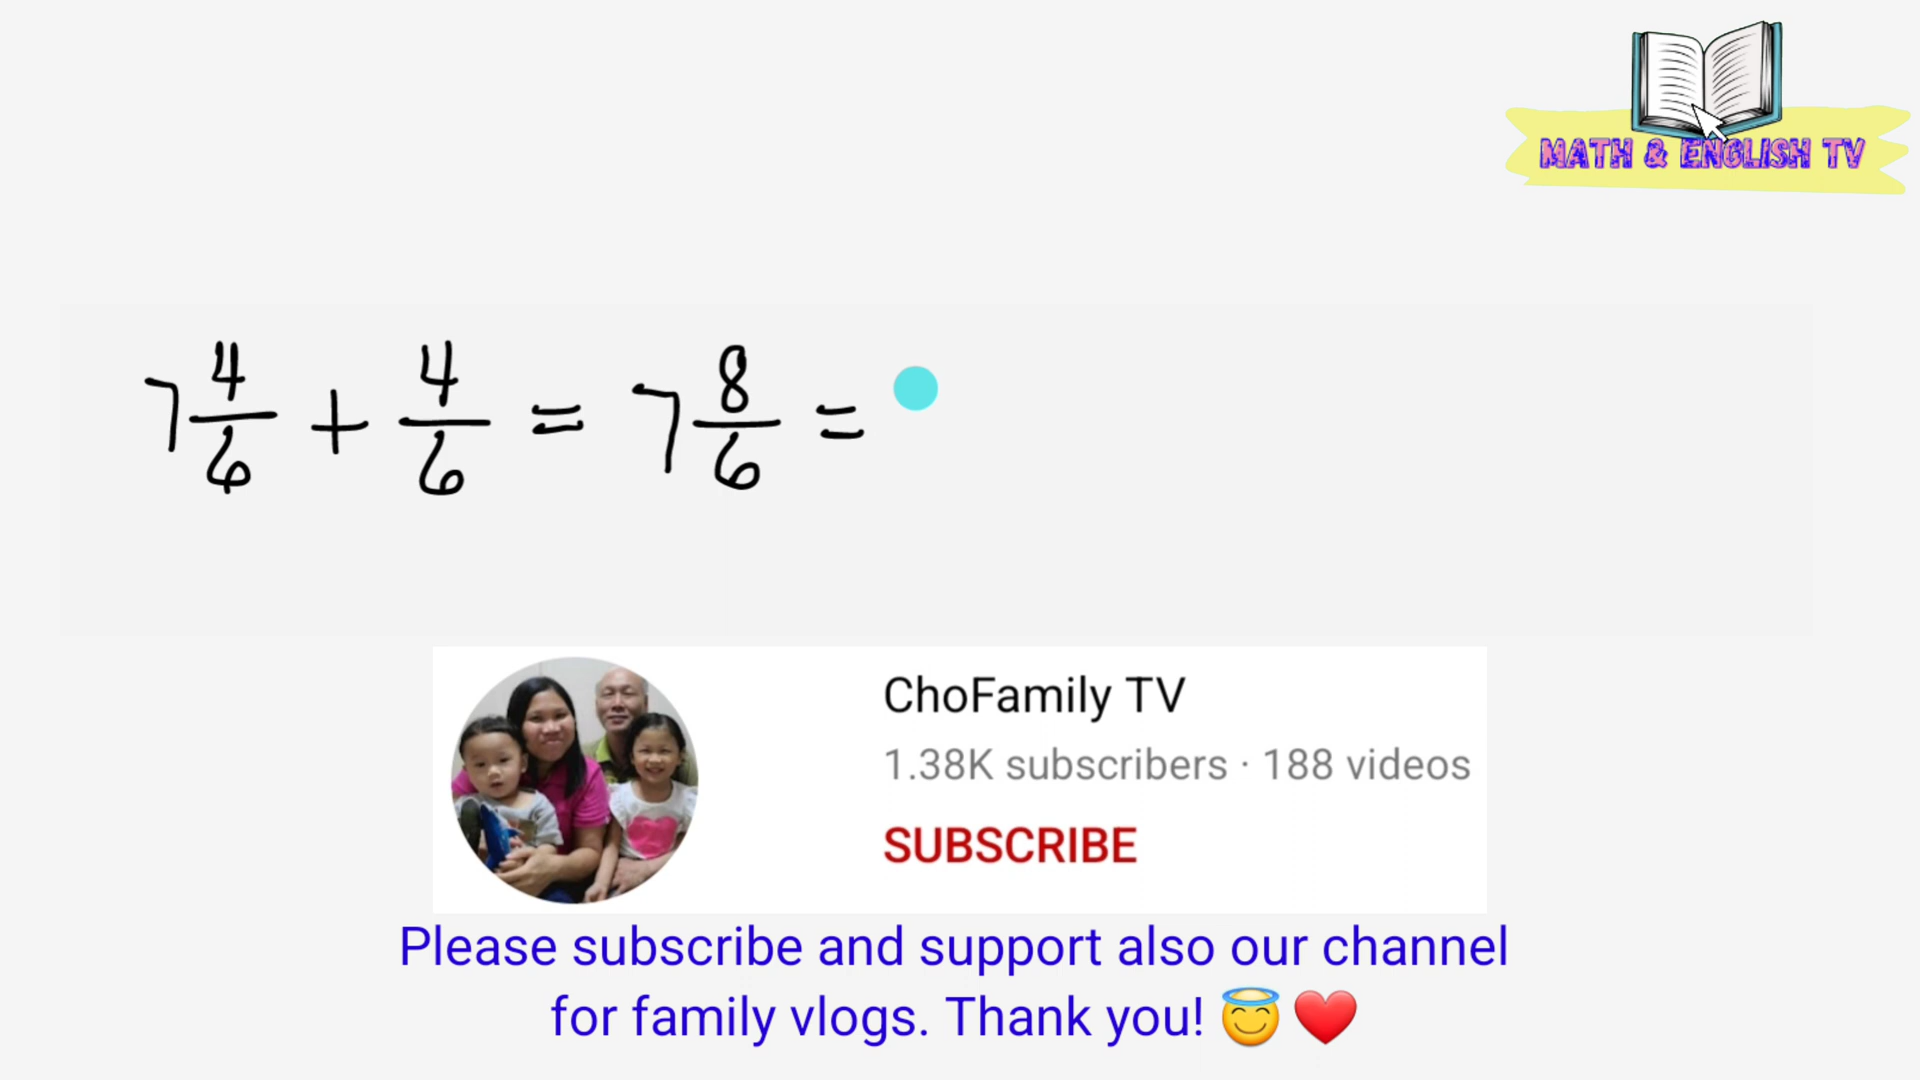 MATH & ENGLISH TV
7 4/6 + 4/6 = 7 8/6 =
ChoFamily TV
1.38K subscribers · 188 videos
SUBSCRIBE
Please subscribe and support also our channel
for family vlogs. Thank you! 😇 ❤️